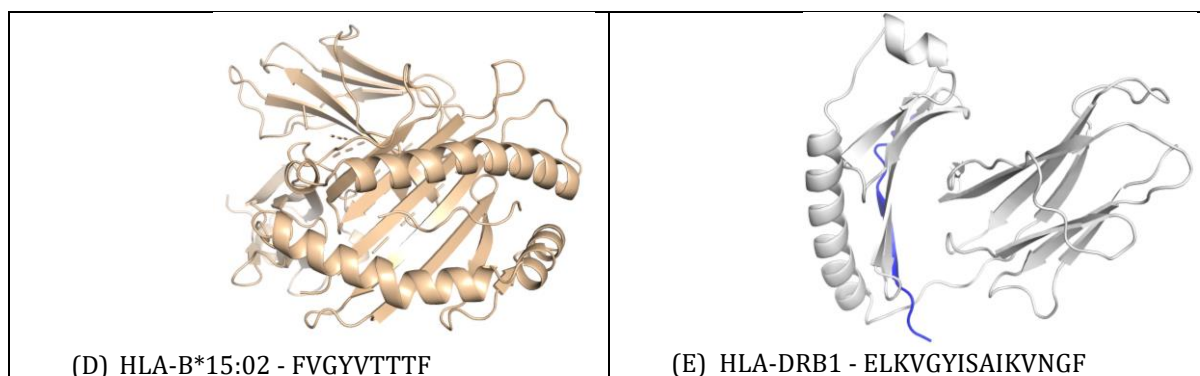 (D) HLA-B*15:02 - FVGYVTTTF
(E) HLA-DRB1 - ELKVGYISAIKVNGF